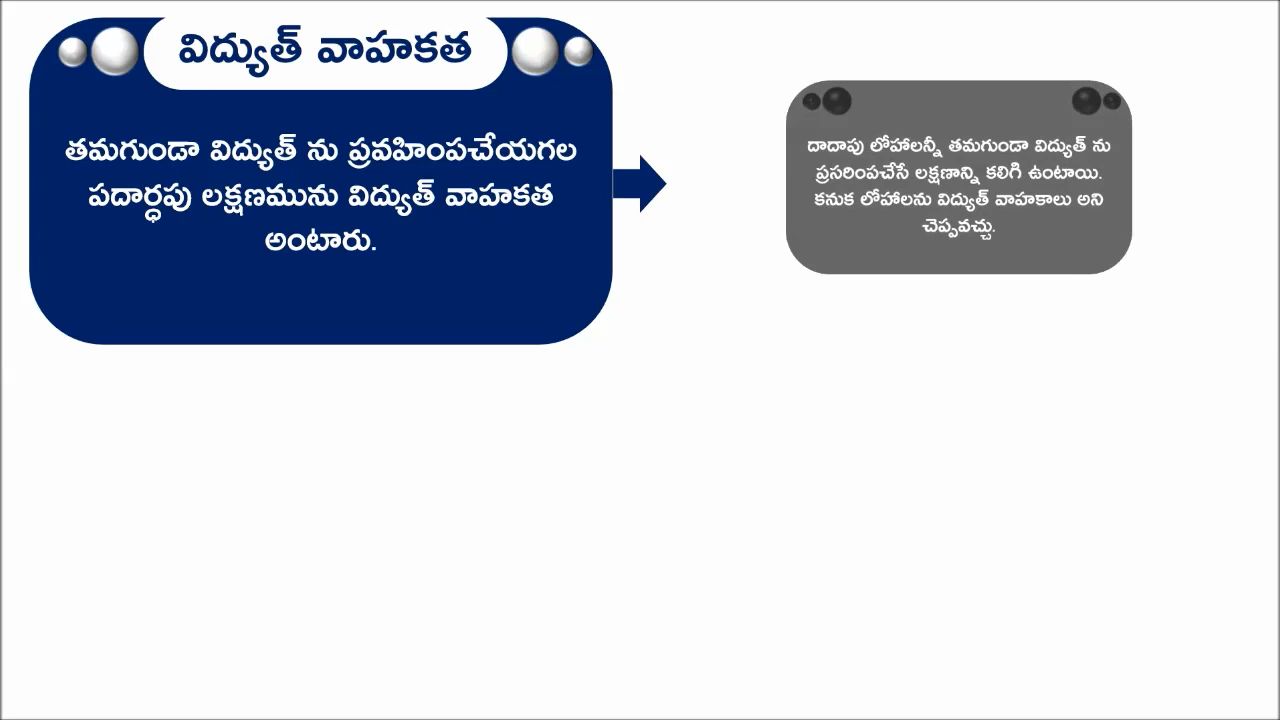 విద్యుత్ వాహకత
తమగుండా విద్యుత్ ను ప్రవహింపచేయగల
పదార్ధపు లక్షణమును విద్యుత్ వాహకత
అంటారు.
దాదాపు లోహాలన్నీ తమగుండా విద్యుత్ ను
ప్రసరింపచేసే లక్షణాన్ని కలిగి ఉంటాయి.
కనుక లోహాలను విద్యుత్ వాహకాలు అని
చెప్పవచ్చు.